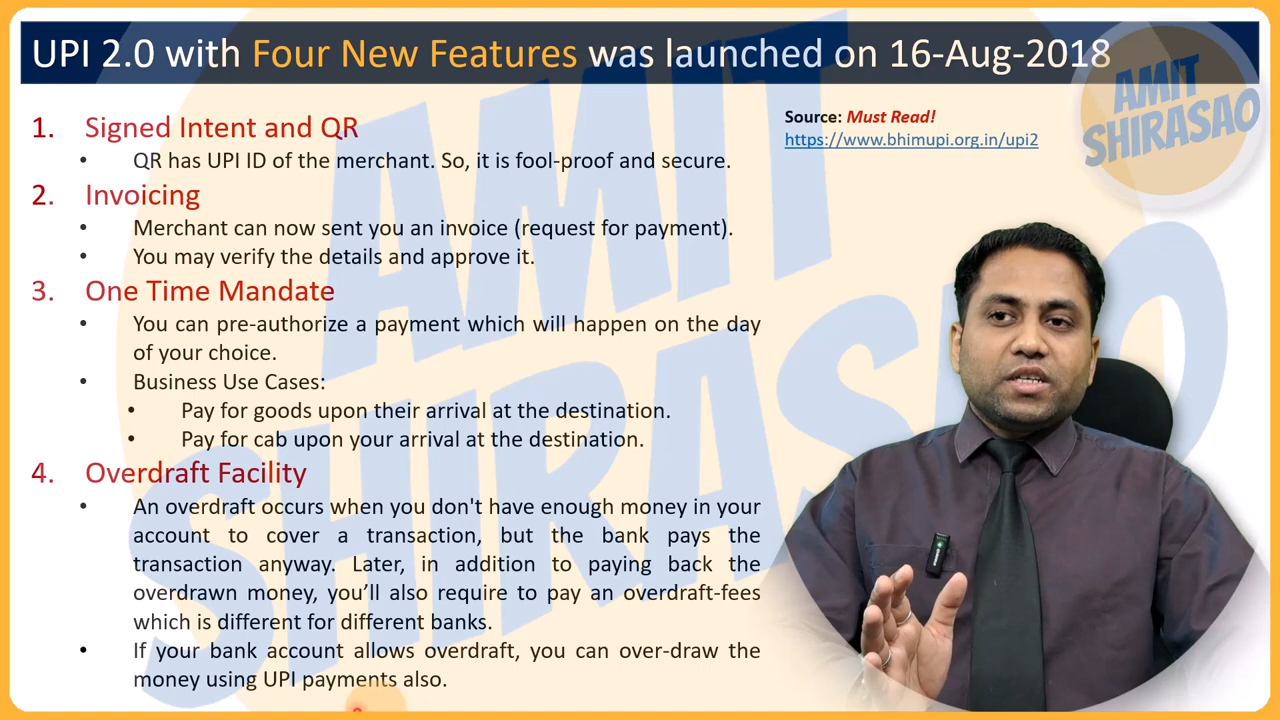 UPI 2.0 with Four New Features was launched on 16-Aug-2018
AMIT
SHIRASAO
Source: Must Read!
https://www.bhimupi.org.in/upi2
1. Signed Intent and QR
• QR has UPI ID of the merchant. So, it is fool-proof and secure.
2. Invoicing
• Merchant can now sent you an invoice (request for payment).
• You may verify the details and approve it.
3. One Time Mandate
• You can pre-authorize a payment which will happen on the day
of your choice.
• Business Use Cases:
• Pay for goods upon their arrival at the destination.
• Pay for cab upon your arrival at the destination.
4. Overdraft Facility
• An overdraft occurs when you don't have enough money in your
account to cover a transaction, but the bank pays the
transaction anyway. Later, in addition to paying back the
overdrawn money, you’ll also require to pay an overdraft-fees
which is different for different banks.
• If your bank account allows overdraft, you can over-draw the
money using UPI payments also.
AMIT
SHIRASAO